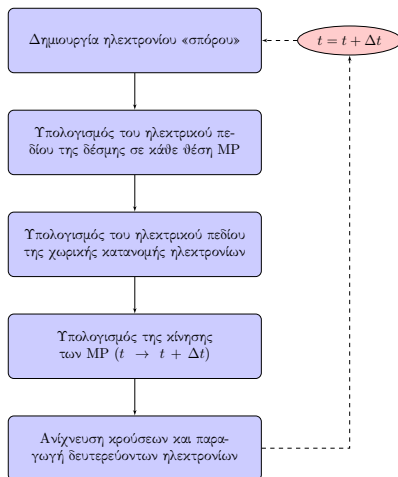 Δημιουργία ηλεκτρονίου «σπόρου»
t = t + Δt
Υπολογισμός του ηλεκτρικού πε-
δίου της δέσμης σε κάθε θέση MP
Υπολογισμός του ηλεκτρικού πεδίου
της χωρικής κατανομής ηλεκτρονίων
Υπολογισμός της κίνησης
των MP (t → t + Δt)
Ανίχνευση κρούσεων και παρα-
γωγή δευτερεύοντων ηλεκτρονίων